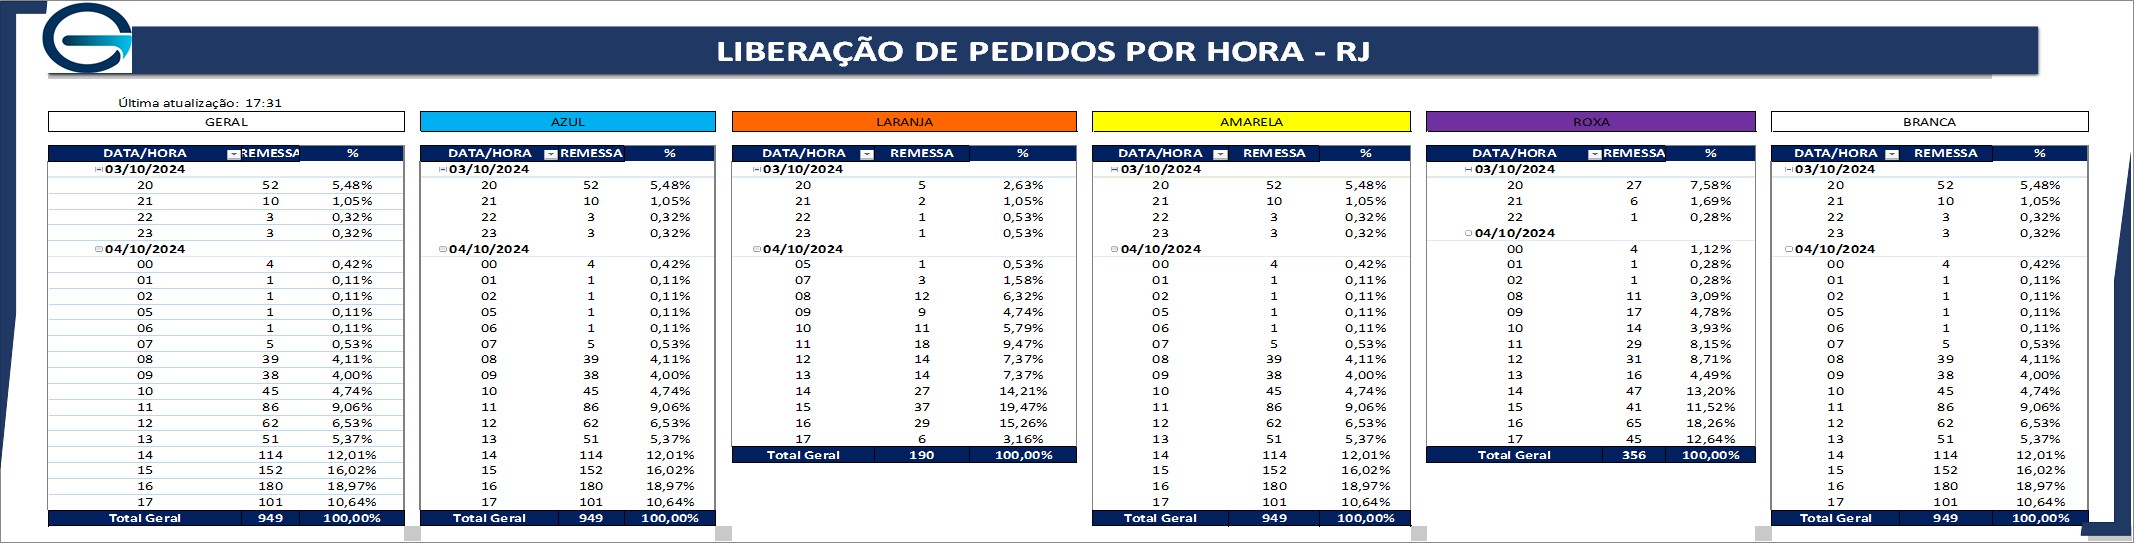 LIBERAÇÃO DE PEDIDOS POR HORA - RJ
Última atualização: 17:31
GERAL
DATA/HORA REMESSA %
03/10/2024
20 52 5,48%
21 10 1,05%
22 3 0,32%
23 3 0,32%
04/10/2024
00 4 0,42%
01 1 0,11%
02 1 0,11%
05 1 0,11%
06 1 0,11%
07 5 0,53%
08 39 4,11%
09 38 4,00%
10 45 4,74%
11 86 9,06%
12 62 6,53%
13 51 5,37%
14 114 12,01%
15 152 16,02%
16 180 18,97%
17 101 10,64%
Total Geral 949 100,00%
AZUL
DATA/HORA REMESSA %
03/10/2024
20 52 5,48%
21 10 1,05%
22 3 0,32%
23 3 0,32%
04/10/2024
00 4 0,42%
01 1 0,11%
02 1 0,11%
05 1 0,11%
06 1 0,11%
07 5 0,53%
08 39 4,11%
09 38 4,00%
10 45 4,74%
11 86 9,06%
12 62 6,53%
13 51 5,37%
14 114 12,01%
15 152 16,02%
16 180 18,97%
17 101 10,64%
Total Geral 949 100,00%
LARANJA
DATA/HORA REMESSA %
03/10/2024
20 5 2,63%
21 2 1,05%
22 1 0,53%
23 1 0,53%
04/10/2024
05 1 0,53%
07 3 1,58%
08 12 6,32%
09 9 4,74%
10 11 5,79%
11 18 9,47%
12 14 7,37%
13 14 7,37%
14 27 14,21%
15 37 19,47%
16 29 15,26%
17 6 3,16%
Total Geral 190 100,00%
AMARELA
DATA/HORA REMESSA %
03/10/2024
20 52 5,48%
21 10 1,05%
22 3 0,32%
23 3 0,32%
04/10/2024
00 4 0,42%
01 1 0,11%
02 1 0,11%
05 1 0,11%
06 1 0,11%
07 5 0,53%
08 39 4,11%
09 38 4,00%
10 45 4,74%
11 86 9,06%
12 62 6,53%
13 51 5,37%
14 114 12,01%
15 152 16,02%
16 180 18,97%
17 101 10,64%
Total Geral 949 100,00%
ROXA
DATA/HORA REMESSA %
03/10/2024
20 27 7,58%
21 6 1,69%
22 1 0,28%
04/10/2024
00 4 1,12%
01 1 0,28%
02 1 0,28%
08 11 3,09%
09 17 4,78%
10 14 3,93%
11 29 8,15%
12 31 8,71%
13 16 4,49%
14 47 13,20%
15 41 11,52%
16 65 18,26%
17 45 12,64%
Total Geral 356 100,00%
BRANCA
DATA/HORA REMESSA %
03/10/2024
20 52 5,48%
21 10 1,05%
22 3 0,32%
23 3 0,32%
04/10/2024
00 4 0,42%
01 1 0,11%
02 1 0,11%
05 1 0,11%
06 1 0,11%
07 5 0,53%
08 39 4,11%
09 38 4,00%
10 45 4,74%
11 86 9,06%
12 62 6,53%
13 51 5,37%
14 114 12,01%
15 152 16,02%
16 180 18,97%
17 101 10,64%
Total Geral 949 100,00%